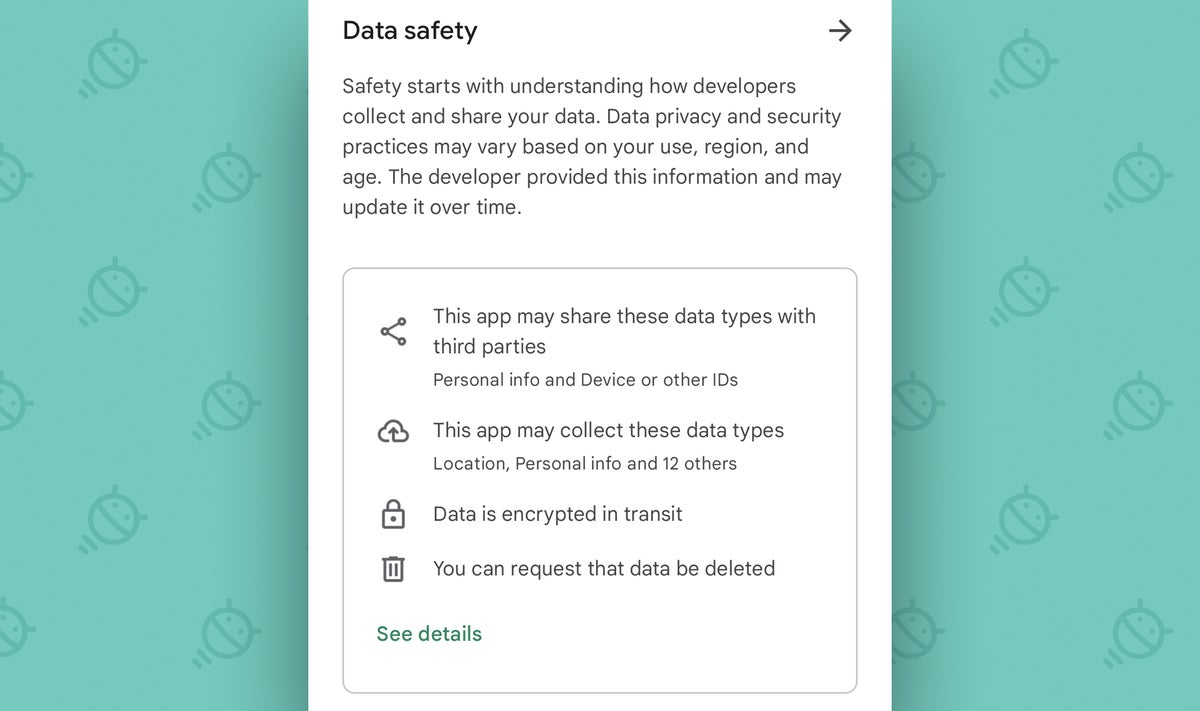 Data safety
Safety starts with understanding how developers
collect and share your data. Data privacy and security
practices may vary based on your use, region, and
age. The developer provided this information and may
update it over time.
This app may share these data types with
third parties
Personal info and Device or other IDs
This app may collect these data types
Location, Personal info and 12 others
Data is encrypted in transit
You can request that data be deleted
See details